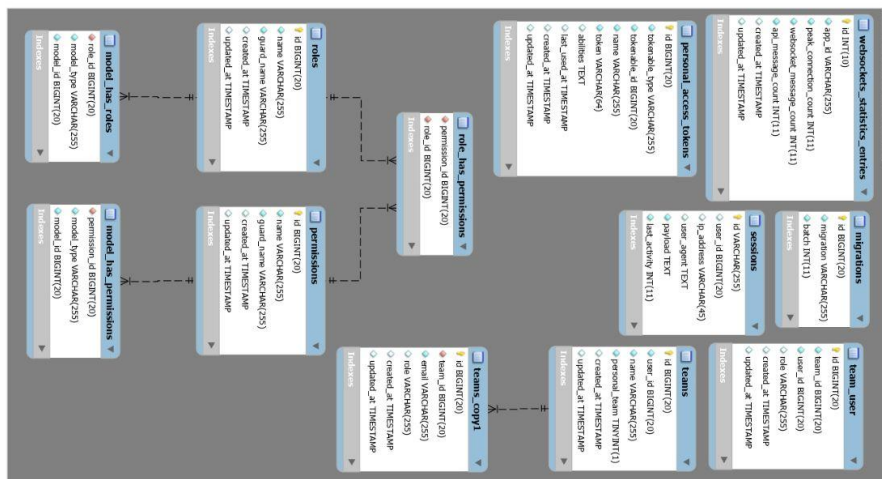 websockets_statistics_entries
id INT(10)
app_id VARCHAR(255)
peak_connection_count INT(11)
websocket_message_count INT(11)
api_message_count INT(11)
created_at TIMESTAMP
updated_at TIMESTAMP
Indexes
migrations
id BIGINT(20)
migration VARCHAR(255)
batch INT(11)
Indexes
team_user
id BIGINT(20)
team_id BIGINT(20)
user_id BIGINT(20)
role VARCHAR(255)
created_at TIMESTAMP
updated_at TIMESTAMP
Indexes
personal_access_tokens
id BIGINT(20)
tokenable_type VARCHAR(255)
tokenable_id BIGINT(20)
name VARCHAR(255)
token VARCHAR(64)
abilities TEXT
last_used_at TIMESTAMP
created_at TIMESTAMP
updated_at TIMESTAMP
Indexes
sessions
id VARCHAR(255)
user_id BIGINT(20)
ip_address VARCHAR(45)
user_agent TEXT
payload TEXT
last_activity INT(11)
Indexes
teams
id BIGINT(20)
user_id BIGINT(20)
name VARCHAR(255)
personal_team TINYINT(1)
created_at TIMESTAMP
updated_at TIMESTAMP
Indexes
role_has_permissions
permission_id BIGINT(20)
role_id BIGINT(20)
Indexes
teams_copy1
id BIGINT(20)
team_id BIGINT(20)
email VARCHAR(255)
role VARCHAR(255)
created_at TIMESTAMP
updated_at TIMESTAMP
Indexes
roles
id BIGINT(20)
name VARCHAR(255)
guard_name VARCHAR(255)
created_at TIMESTAMP
updated_at TIMESTAMP
Indexes
permissions
id BIGINT(20)
name VARCHAR(255)
guard_name VARCHAR(255)
created_at TIMESTAMP
updated_at TIMESTAMP
Indexes
model_has_roles
role_id BIGINT(20)
model_type VARCHAR(255)
model_id BIGINT(20)
Indexes
model_has_permissions
permission_id BIGINT(20)
model_type VARCHAR(255)
model_id BIGINT(20)
Indexes